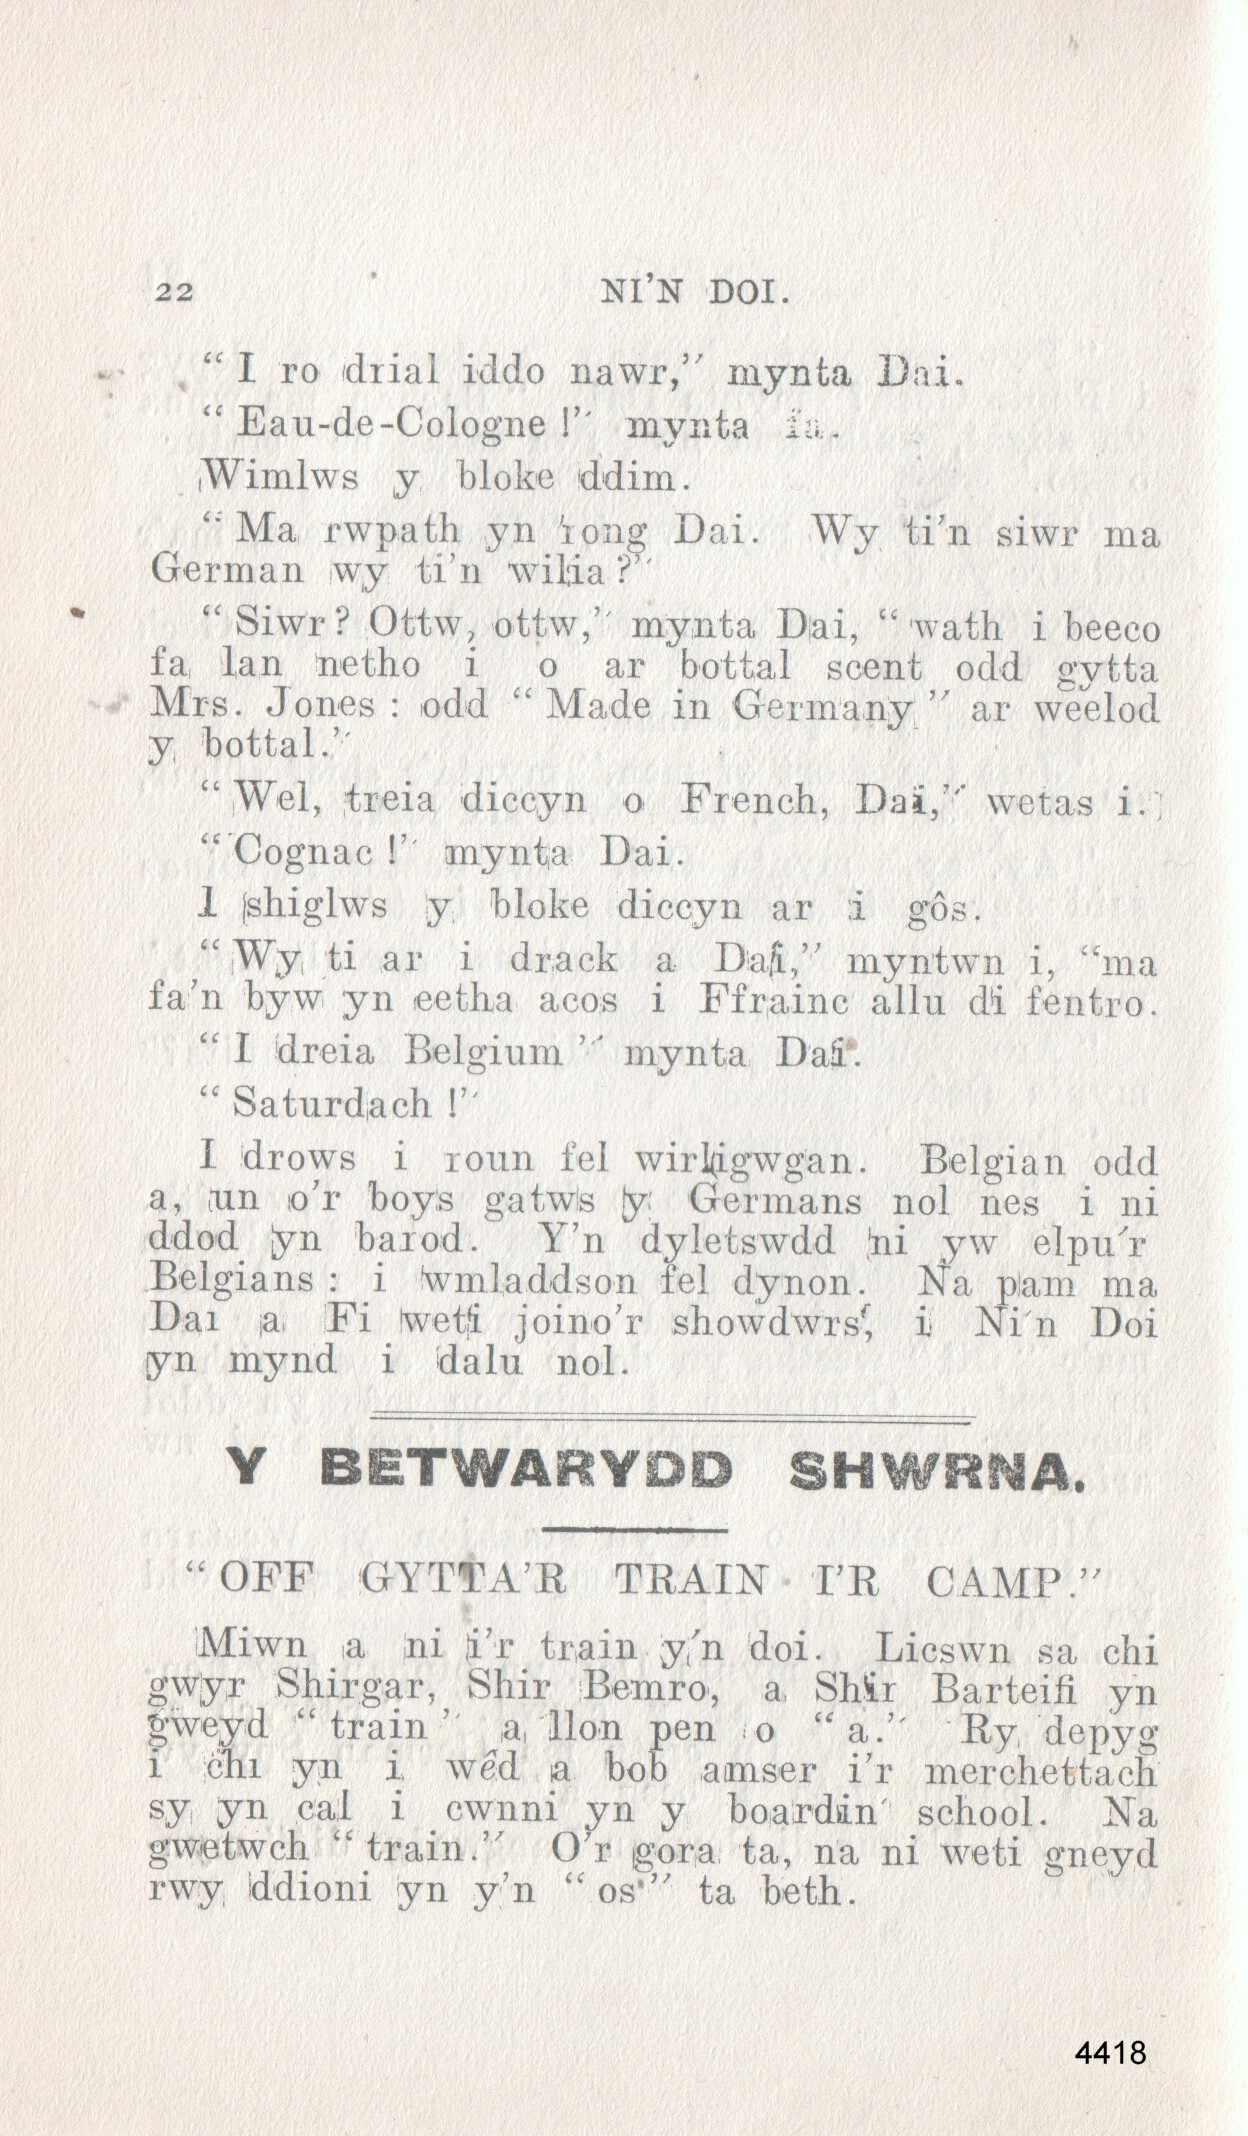 22 NI'N DOI.
“ I ro drial iddo nawr,” mynta Dai.
“ Eau-de-Cologne !” mynta fa.
Wimlws y bloke ddim.
“ Ma rwpath yn rong Dai. Wy ti'n siwr ma
German wy ti'n wilia ?”
“ Siwr? Ottw, ottw,” mynta Dai, “ wath i beeco
fa lan netho i o ar bottal scent odd gytta
Mrs. Jones : odd “ Made in Germany ” ar weelod
y bottal.”
“ Wel, treia diccyn o French, Dai,” wetas i.
“ Cognac !” mynta Dai.
I shiglws y bloke diccyn ar i gôs.
“ Wy ti ar i drack a Dai,” myntwn i, “ma
fa'n byw yn eetha acos i Ffrainc allu di fentro.
“ I dreia Belgium ” mynta Dai.
“ Saturdach !”
I drows i roun fel wirligwgan. Belgian odd
a, un o'r boys gatws y Germans nol nes i ni
ddod yn barod. Y'n dyletswdd ni yw elpu'r
Belgians : i wmladdson fel dynon. Na pam ma
Dai a Fi weti joino'r showdwrs, i Ni'n Doi
yn mynd i dalu nol.
Y BETWARYDD SHWRNA.
“ OFF GYTTA'R TRAIN I'R CAMP.”
Miwn a ni i'r train y'n doi. Licswn sa chi
gwyr Shirgar, Shir Bemro, a Shir Barteifi yn
gweyd “ train ” a llon pen o “ a.” Ry depyg
i chi yn i wêd a bob amser i'r merchettach
sy yn cal i cwnni yn y boardin' school. Na
gwetwch “ train.” O'r gora ta, na ni weti gneyd
rwy ddioni yn y'n “ os ” ta beth.
4418